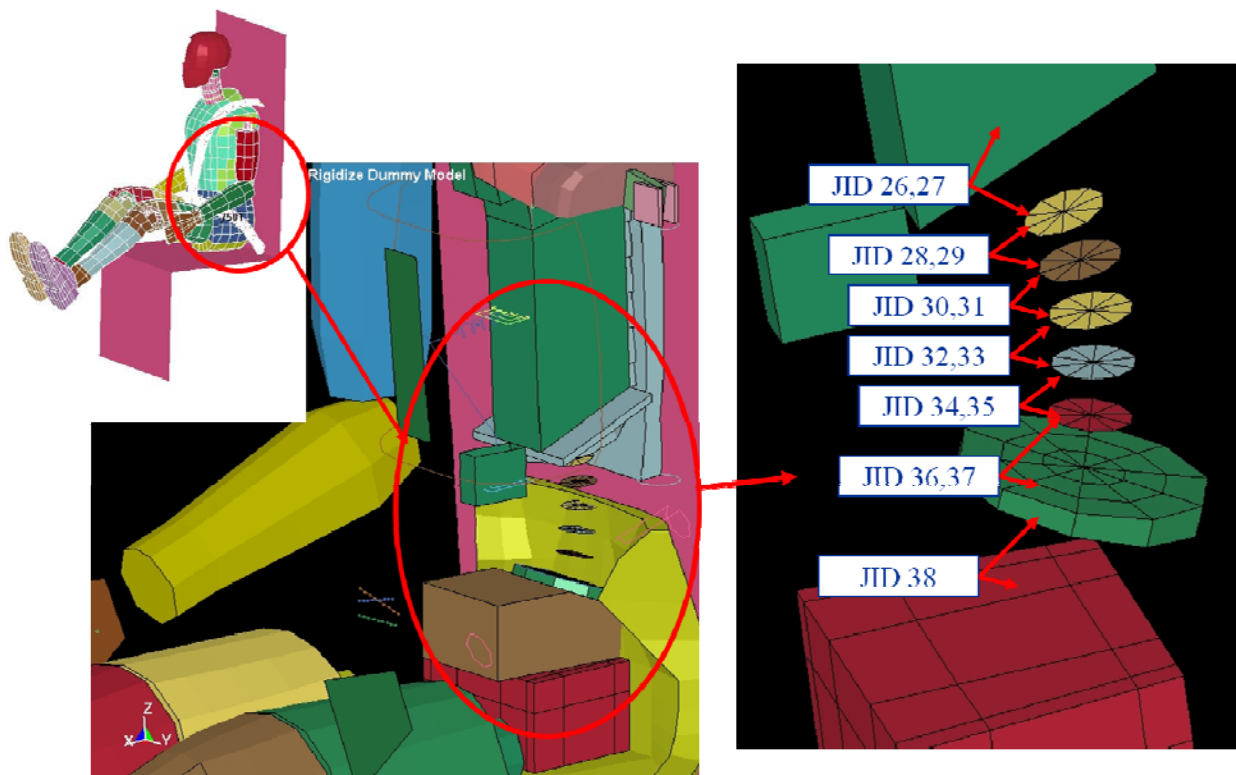 Rigidize Dummy Model
JID 26,27
JID 28,29
JID 30,31
JID 32,33
JID 34,35
JID 36,37
JID 38
Z
X
Y